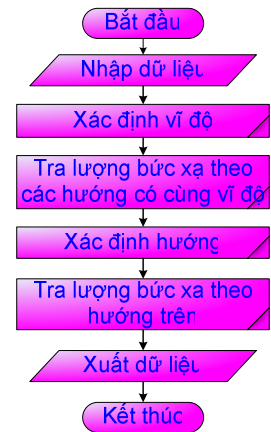 Bắt đầu
Nhập dữ liệu
Xác định vĩ độ
Tra lượng bức xạ theo
các hướng có cùng vĩ độ
Xác định hướng
Tra lượng bức xa theo
hướng trên
Xuất dữ liệu
Kết thúc